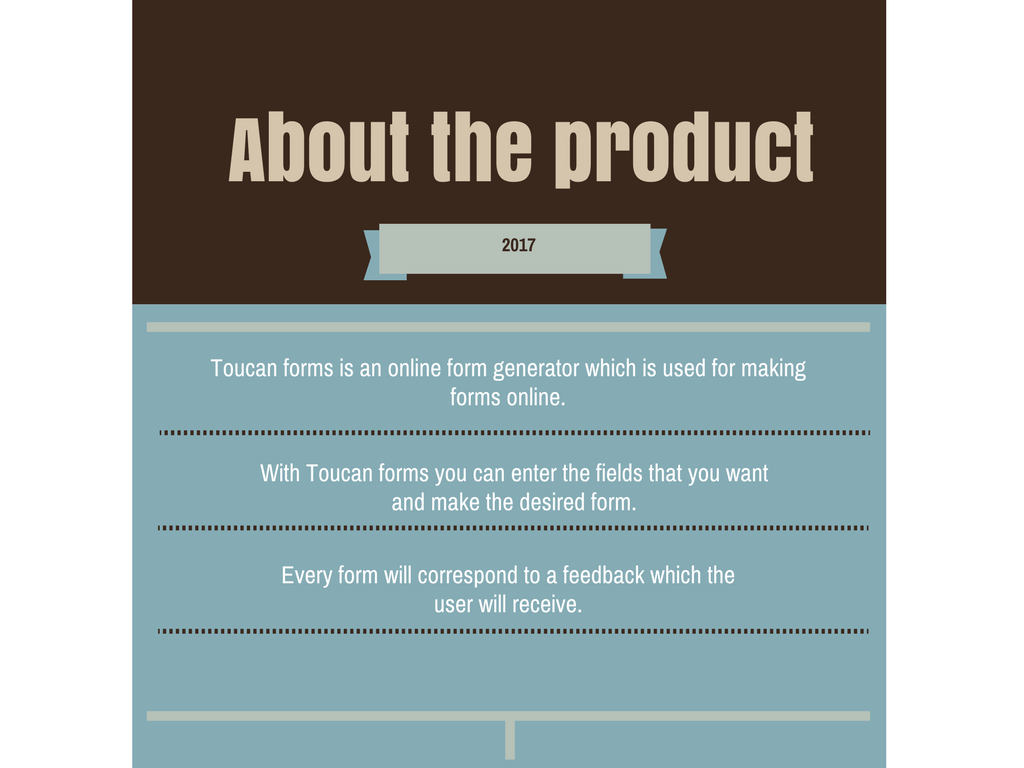 About the product
2017
Toucan forms is an online form generator which is used for making
forms online.
With Toucan forms you can enter the fields that you want
and make the desired form.
Every form will correspond to a feedback which the
user will receive.